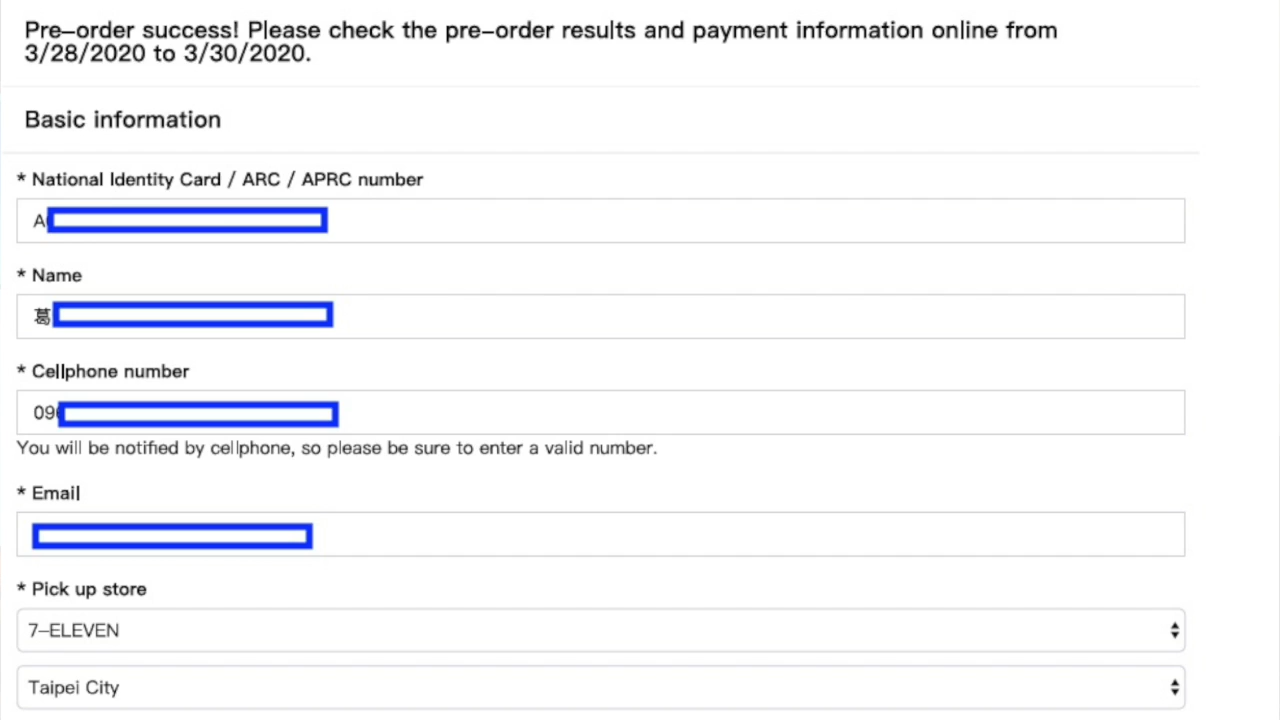 Pre-order success! Please check the pre-order results and payment information online from
3/28/2020 to 3/30/2020.
Basic information
* National Identity Card / ARC / APRC number
A
* Name
葛
* Cellphone number
09
You will be notified by cellphone, so please be sure to enter a valid number.
* Email
* Pick up store
7-ELEVEN
Taipei City